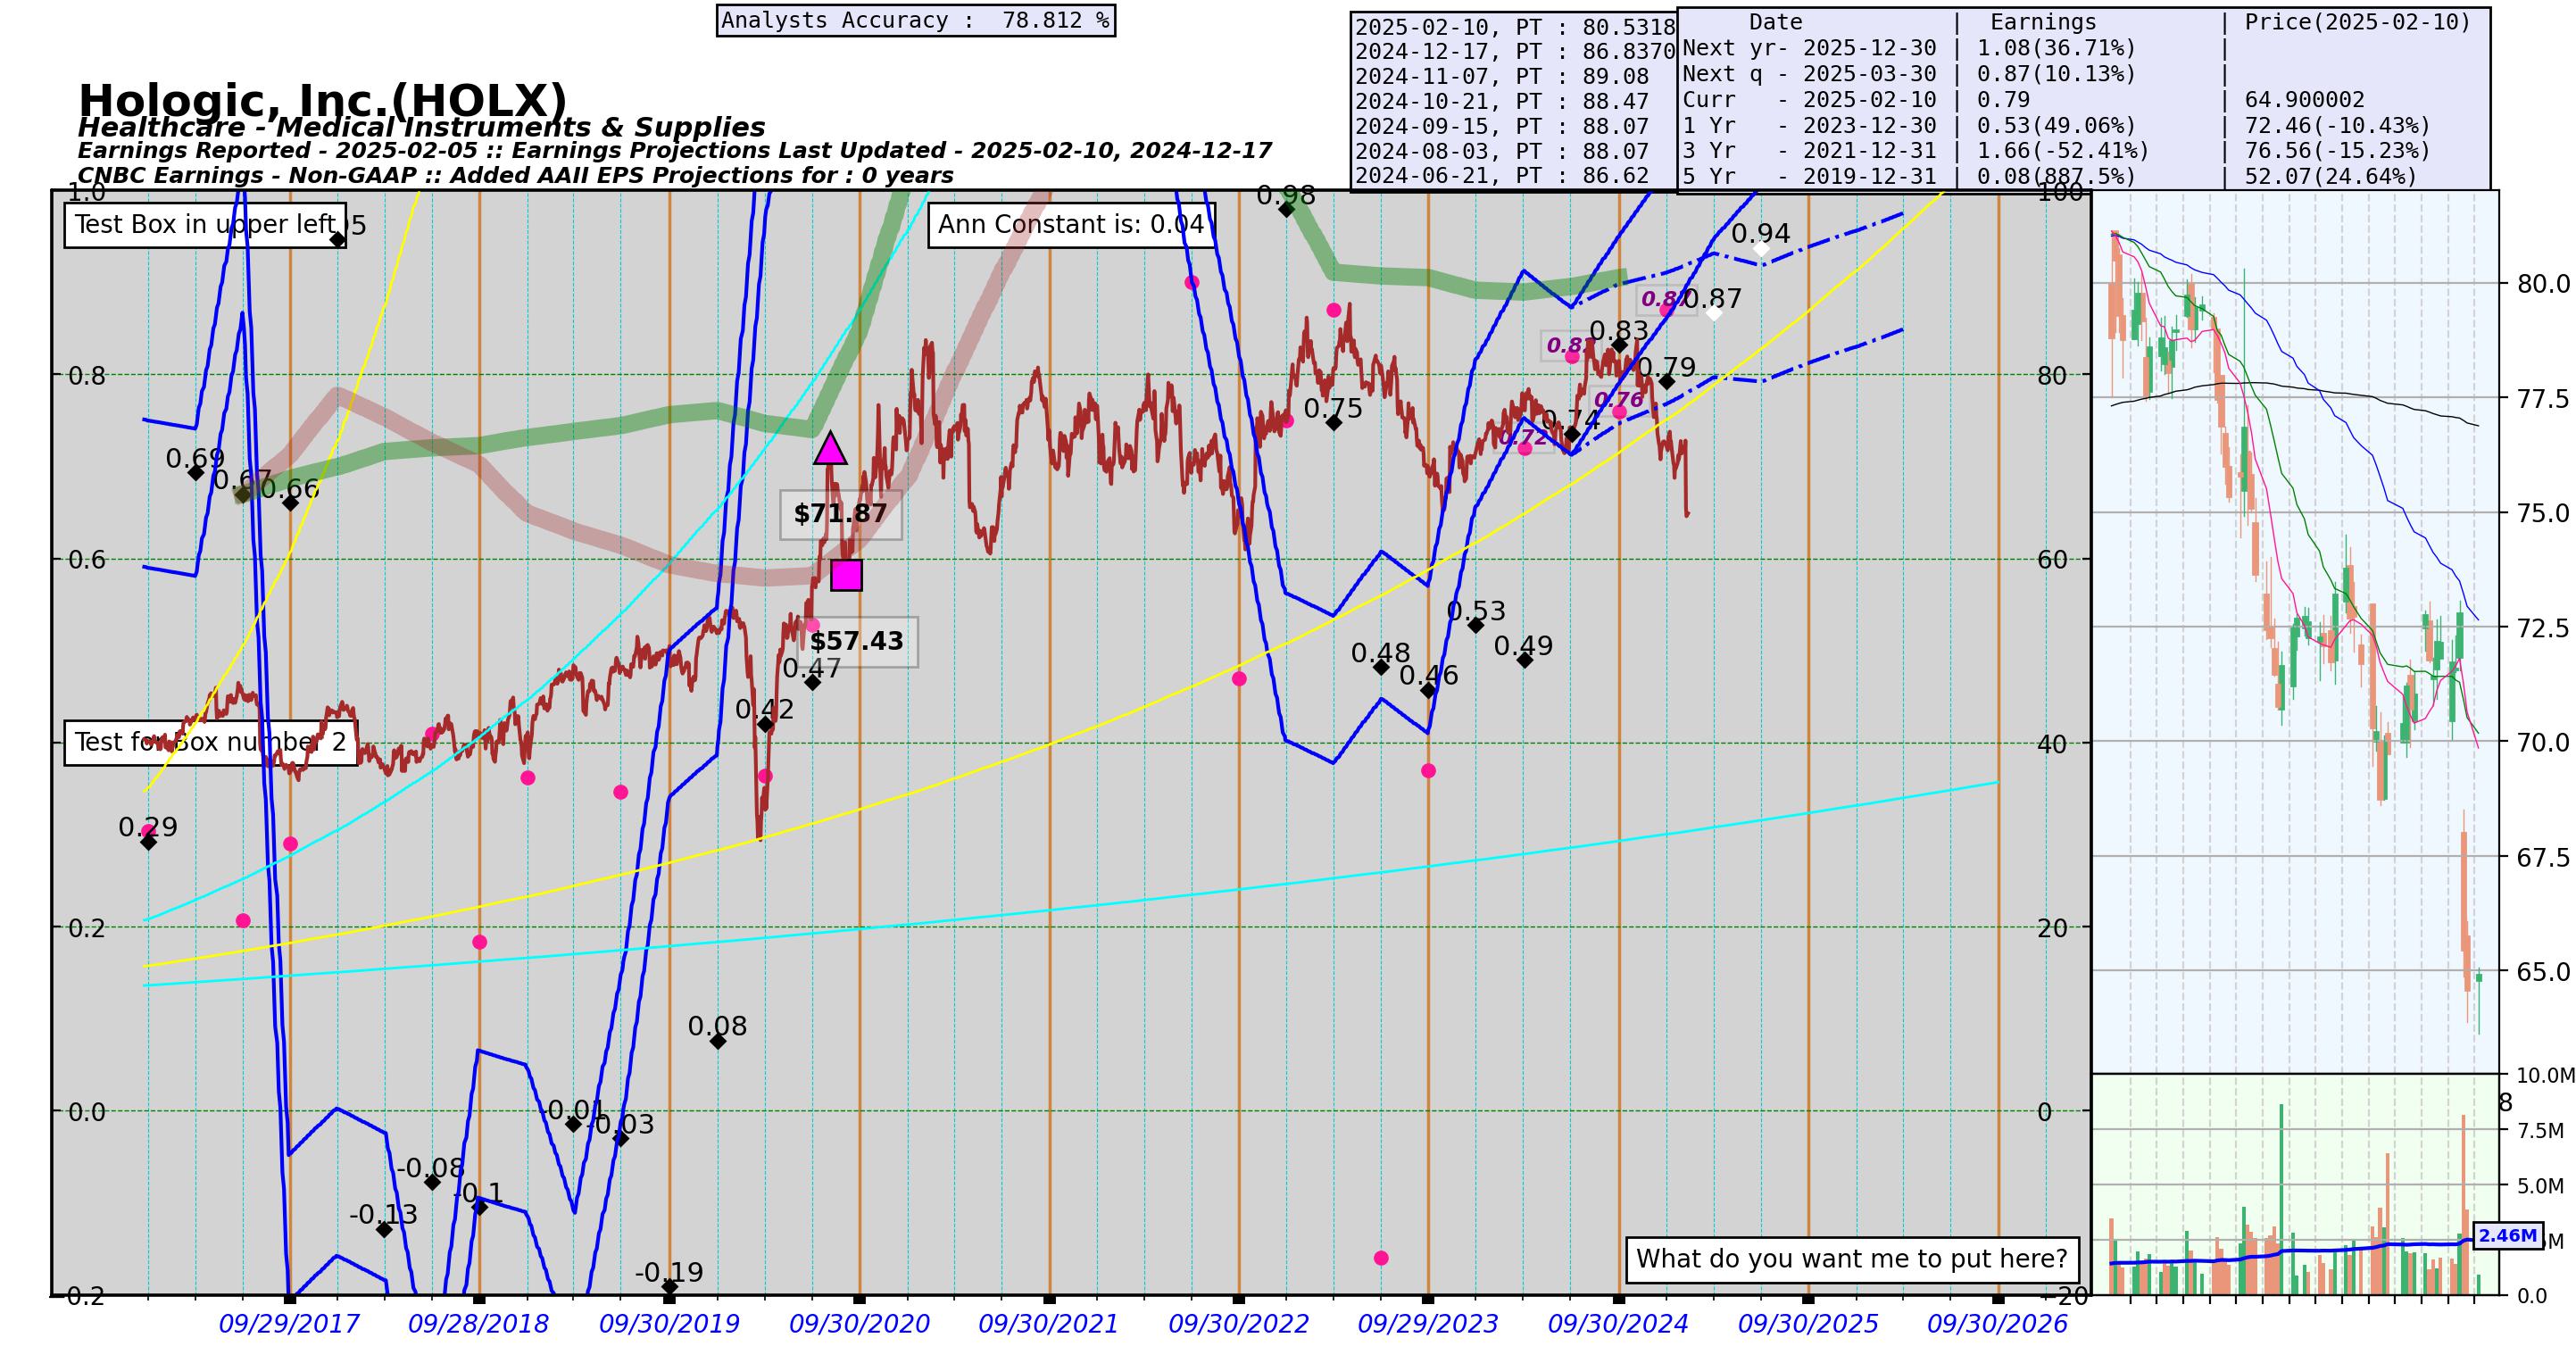 Analysts Accuracy :  78.812 %
2025-02-10, PT : 80.5318
2024-12-17, PT : 86.8370
2024-11-07, PT : 89.08
2024-10-21, PT : 88.47
2024-09-15, PT : 88.07
2024-08-03, PT : 88.07
2024-06-21, PT : 86.62
Date | Earnings | Price(2025-02-10)
Next yr- 2025-12-30 | 1.08(36.71%) |
Next q - 2025-03-30 | 0.87(10.13%) |
Curr - 2025-02-10 | 0.79 | 64.900002
1 Yr - 2023-12-30 | 0.53(49.06%) | 72.46(-10.43%)
3 Yr - 2021-12-31 | 1.66(-52.41%) | 76.56(-15.23%)
5 Yr - 2019-12-31 | 0.08(887.5%) | 52.07(24.64%)
Hologic, Inc.(HOLX)
Healthcare - Medical Instruments & Supplies
Earnings Reported - 2025-02-05 :: Earnings Projections Last Updated - 2025-02-10, 2024-12-17
CNBC Earnings - Non-GAAP :: Added AAII EPS Projections for : 0 years
Test Box in upper left
Ann Constant is: 0.04
Test for Box number 2
What do you want me to put here?
1.0
0.8
0.6
0.2
0.0
-0.2
100
80
60
40
20
0
−20
0.29
0.69
0.67
0.66
-0.13
-0.08
-0.1
-0.01
-0.03
-0.19
0.08
0.42
0.47
$71.87
$57.43
0.98
0.75
0.48
0.46
0.53
0.49
0.72
0.74
0.76
0.83
0.79
0.87
0.87
0.94
80.0
77.5
75.0
72.5
70.0
67.5
65.0
10.0M
8
7.5M
5.0M
2.46M
0.0
09/29/2017
09/28/2018
09/30/2019
09/30/2020
09/30/2021
09/30/2022
09/29/2023
09/30/2024
09/30/2025
09/30/2026